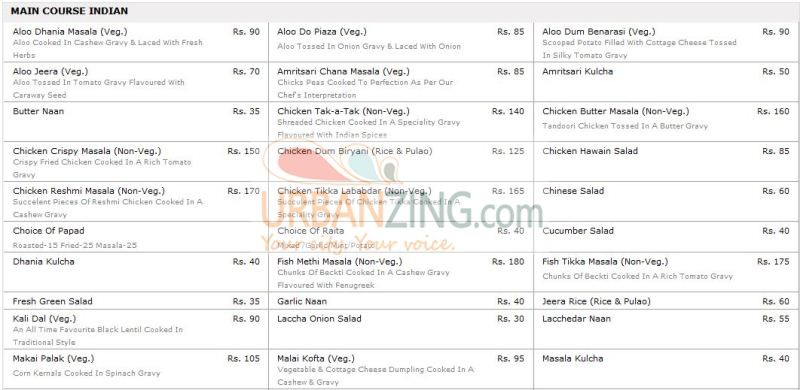 MAIN COURSE INDIAN
Aloo Dhania Masala (Veg.) Rs. 90
Aloo Cooked In Cashew Gravy & Laced With Fresh
Herbs
Aloo Do Piaza (Veg.) Rs. 85
Aloo Tossed In Onion Gravy & Laced With Onion
Aloo Dum Benarasi (Veg.) Rs. 90
Scooped Potato Filled With Cottage Cheese Tossed
In Silky Tomato Gravy
Aloo Jeera (Veg.) Rs. 70
Aloo Tossed In Tomato Gravy Flavoured With
Caraway Seed
Amritsari Chana Masala (Veg.) Rs. 85
Chicks Peas Cooked To Perfection As Per Our
Chef's Interpretation
Amritsari Kulcha Rs. 50
Butter Naan Rs. 35
Chicken Tak-a-Tak (Non-Veg.) Rs. 140
Shreaded Chicken Cooked In A Speciality Gravy
Flavoured With Indian Spices
Chicken Butter Masala (Non-Veg.) Rs. 160
Tandoori Chicken Tossed In A Butter Gravy
Chicken Crispy Masala (Non-Veg.) Rs. 150
Crispy Fried Chicken Cooked In A Rich Tomato
Gravy
Chicken Dum Biryani (Rice & Pulao) Rs. 125
Chicken Hawain Salad Rs. 85
Chicken Reshmi Masala (Non-Veg.) Rs. 170
Succelent Pieces Of Reshmi Chicken Cooked In A
Cashew Gravy
Chicken Tikka Lababdar (Non-Veg.) Rs. 165
Succulent Pieces Of Chicken Tikka Cooked In A
Speciality Gravy
Chinese Salad Rs. 60
URBANZING.com
You verify. Your voice.
Choice Of Papad
Roasted-15 Fried-25 Masala-25
Choice Of Raita Rs. 40
Mixed /Garlic/Mint/Potato
Cucumber Salad Rs. 40
Dhania Kulcha Rs. 40
Fish Methi Masala (Non-Veg.) Rs. 180
Chunks Of Beckti Cooked In A Cashew Gravy
Flavoured With Fenugreek
Fish Tikka Masala (Non-Veg.) Rs. 175
Chunks Of Beckti Cooked In A Rich Tomato Gravy
Fresh Green Salad Rs. 35
Garlic Naan Rs. 40
Jeera Rice (Rice & Pulao) Rs. 60
Kali Dal (Veg.) Rs. 90
An All Time Favourite Black Lentil Cooked In
Traditional Style
Laccha Onion Salad Rs. 30
Lacchedar Naan Rs. 55
Makai Palak (Veg.) Rs. 105
Corn Kernals Cooked In Spinach Gravy
Malai Kofta (Veg.) Rs. 95
Vegetable & Cottage Cheese Dumpling Cooked In A
Cashew & Gravy
Masala Kulcha Rs. 40